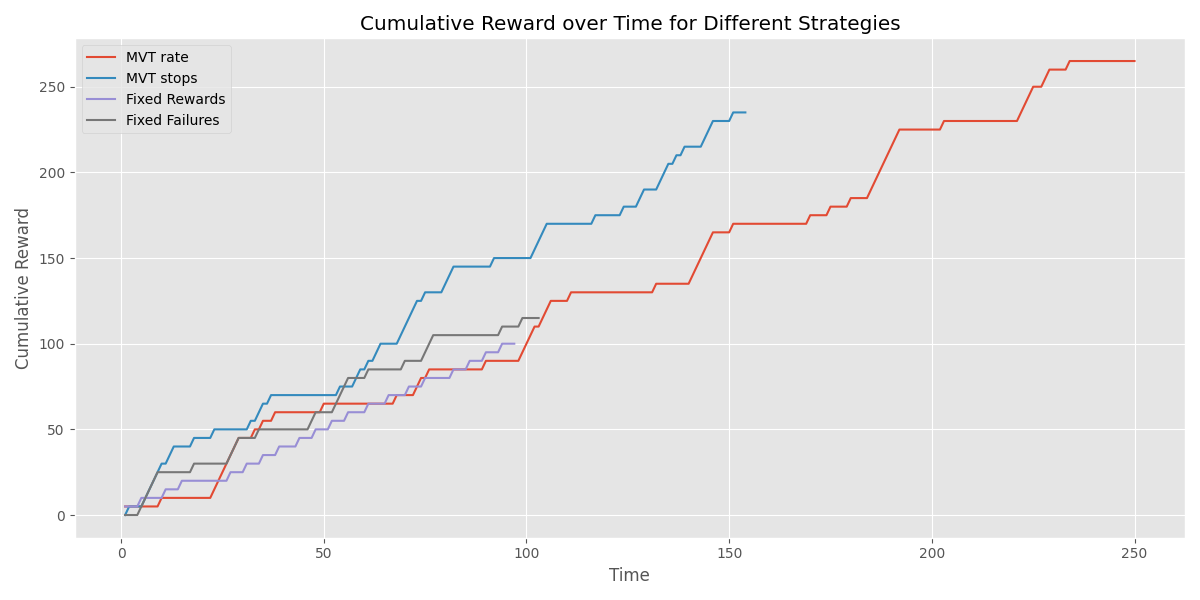 Cumulative Reward over Time for Different Strategies
MVT rate
MVT stops
Fixed Rewards
Fixed Failures
Cumulative Reward
250
200
150
100
50
0
0 50 100 150 200 250
Time